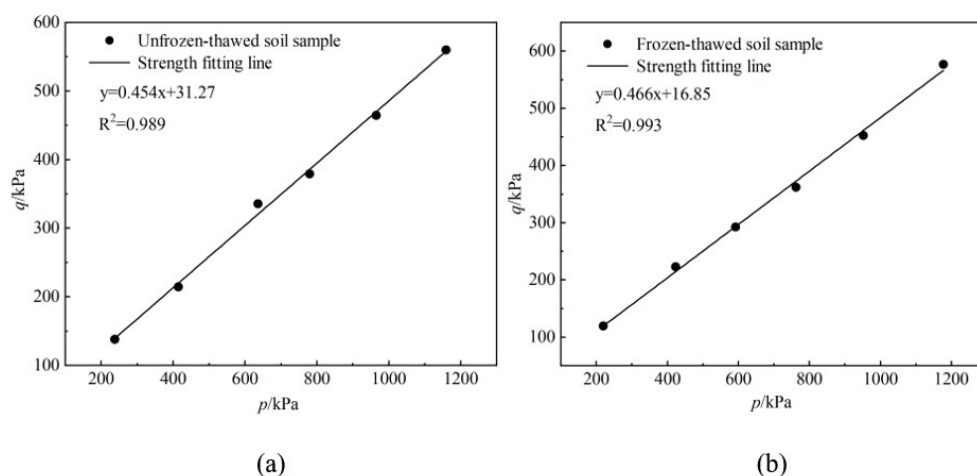 600
500
400
300
200
100
q/kPa
Unfrozen-thawed soil sample
Strength fitting line
y=0.454x+31.27
R²=0.989
200 400 600 800 1000 1200
p/kPa
(a)
600
500
400
300
200
100
q/kPa
Frozen-thawed soil sample
Strength fitting line
y=0.466x+16.85
R²=0.993
200 400 600 800 1000 1200
p/kPa
(b)